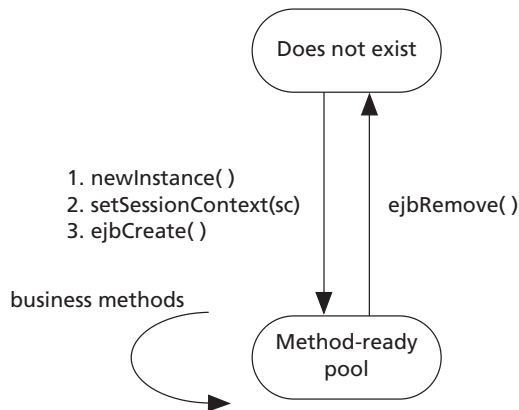 Does not exist
1. newInstance( )
2. setSessionContext(sc)
3. ejbCreate( )
ejbRemove( )
business methods
Method-ready
pool